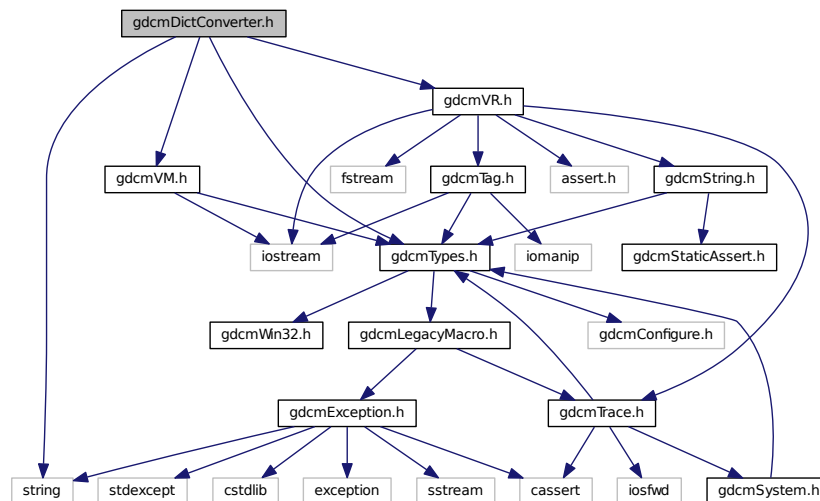 gdcmDictConverter.h
gdcmVR.h
gdcmVM.h
fstream
gdcmTag.h
assert.h
gdcmString.h
iostream
gdcmTypes.h
iomanip
gdcmStaticAssert.h
gdcmWin32.h
gdcmLegacyMacro.h
gdcmConfigure.h
gdcmException.h
gdcmTrace.h
string
stdexcept
cstdlib
exception
sstream
cassert
iosfwd
gdcmSystem.h